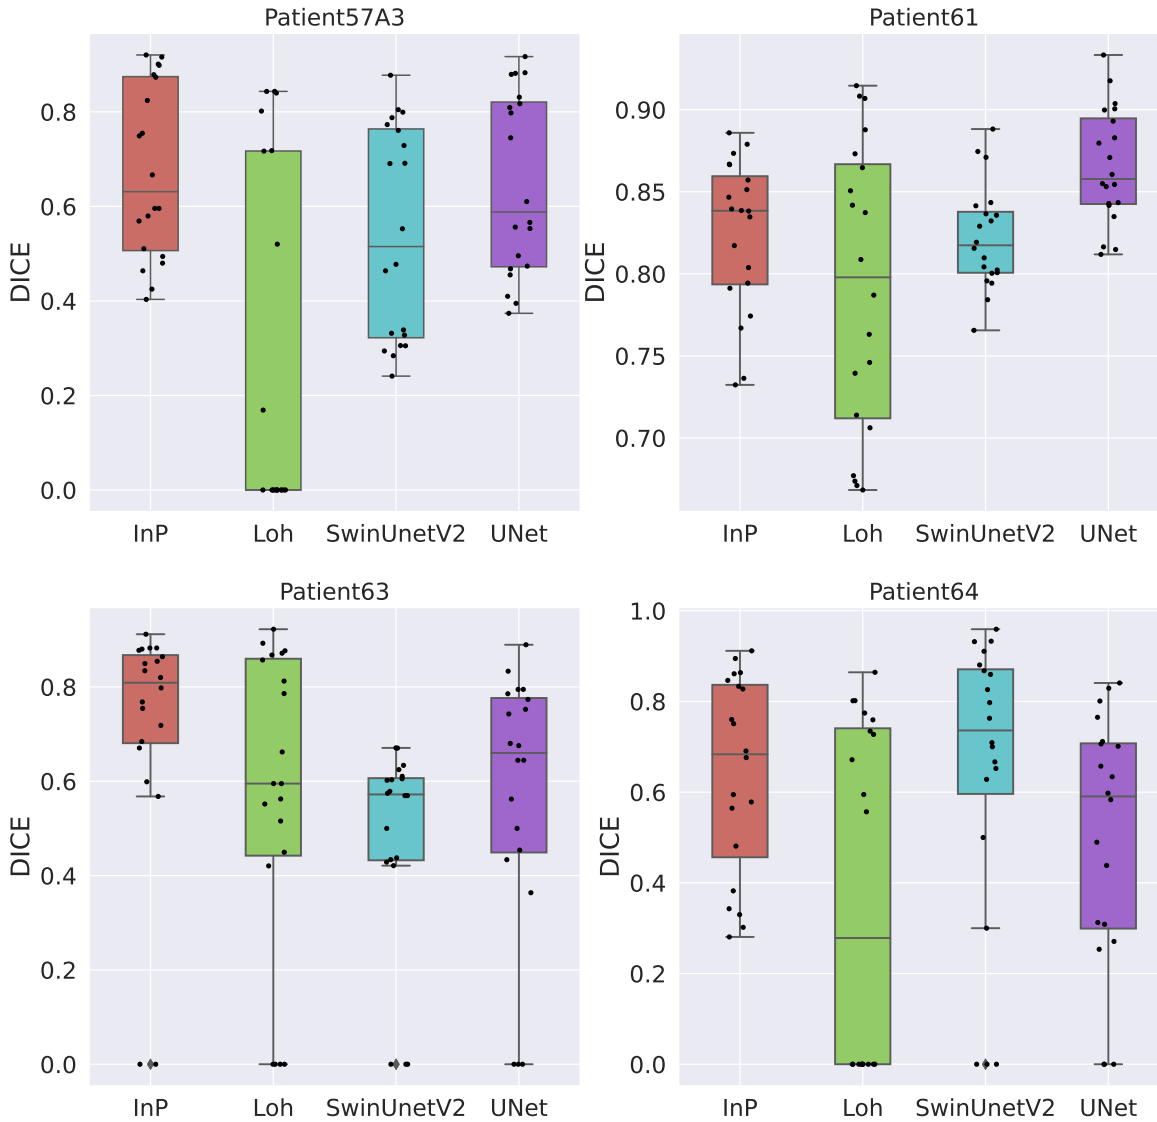 Patient57A3
DICE
0.8
0.6
0.4
0.2
0.0
InP Loh SwinUnetV2 UNet
Patient61
DICE
0.90
0.85
0.80
0.75
0.70
InP Loh SwinUnetV2 UNet
Patient63
DICE
0.8
0.6
0.4
0.2
0.0
InP Loh SwinUnetV2 UNet
Patient64
DICE
1.0
0.8
0.6
0.4
0.2
0.0
InP Loh SwinUnetV2 UNet